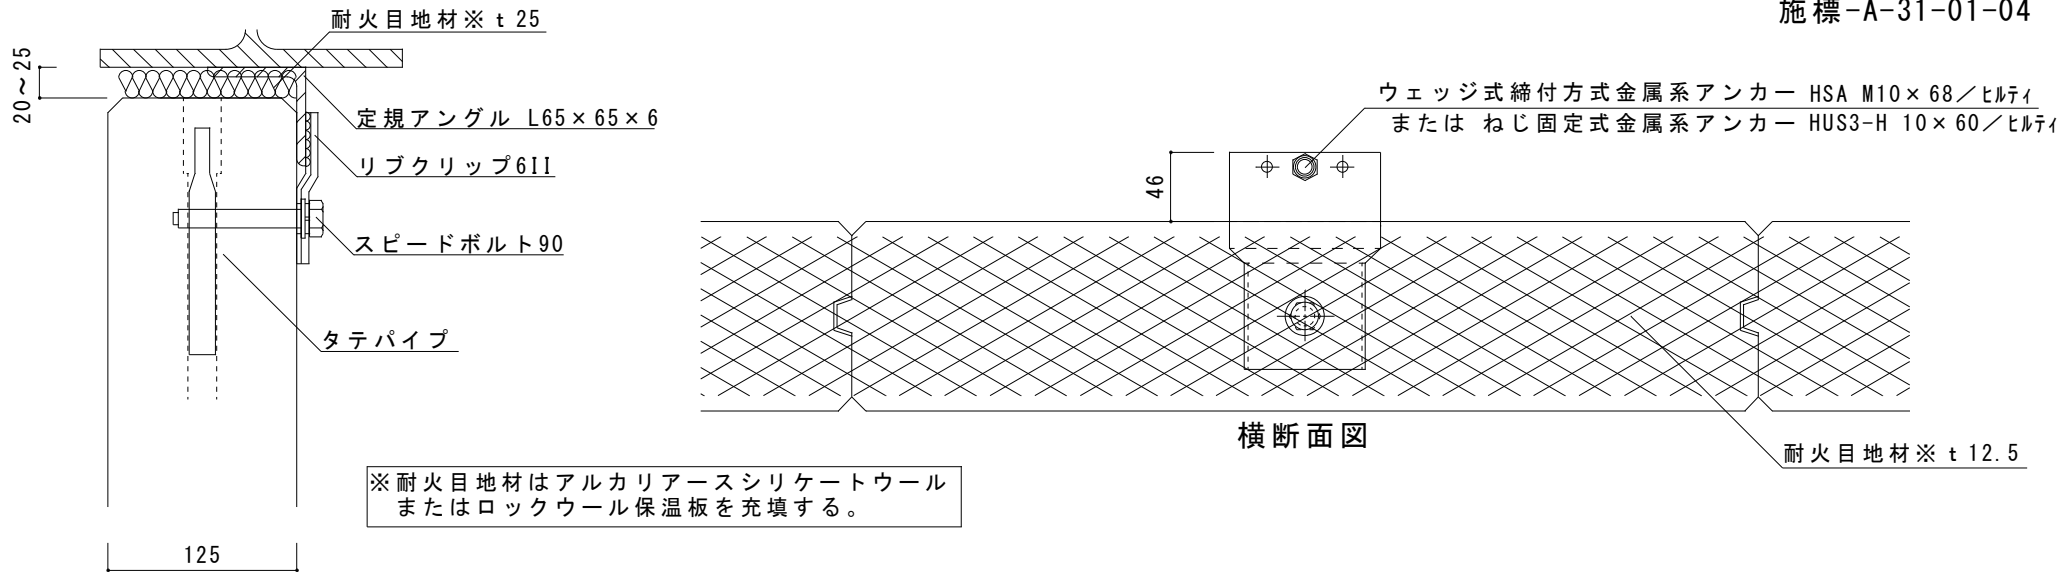 施標-A-31-01-04
耐火目地材※ t 25
20～25
定規アングル L65×65×6
リブクリップ6II
スピードボルト90
タテパイプ
125
ウェッジ式締付方式金属系アンカー HSA M10×68／ﾋﾙﾃｨ
または ねじ固定式金属系アンカー HUS3-H 10×60／ﾋﾙﾃｨ
46
横断面図
耐火目地材※ t 12.5
※耐火目地材はアルカリアースシリケートウール
またはロックウール保温板を充填する。